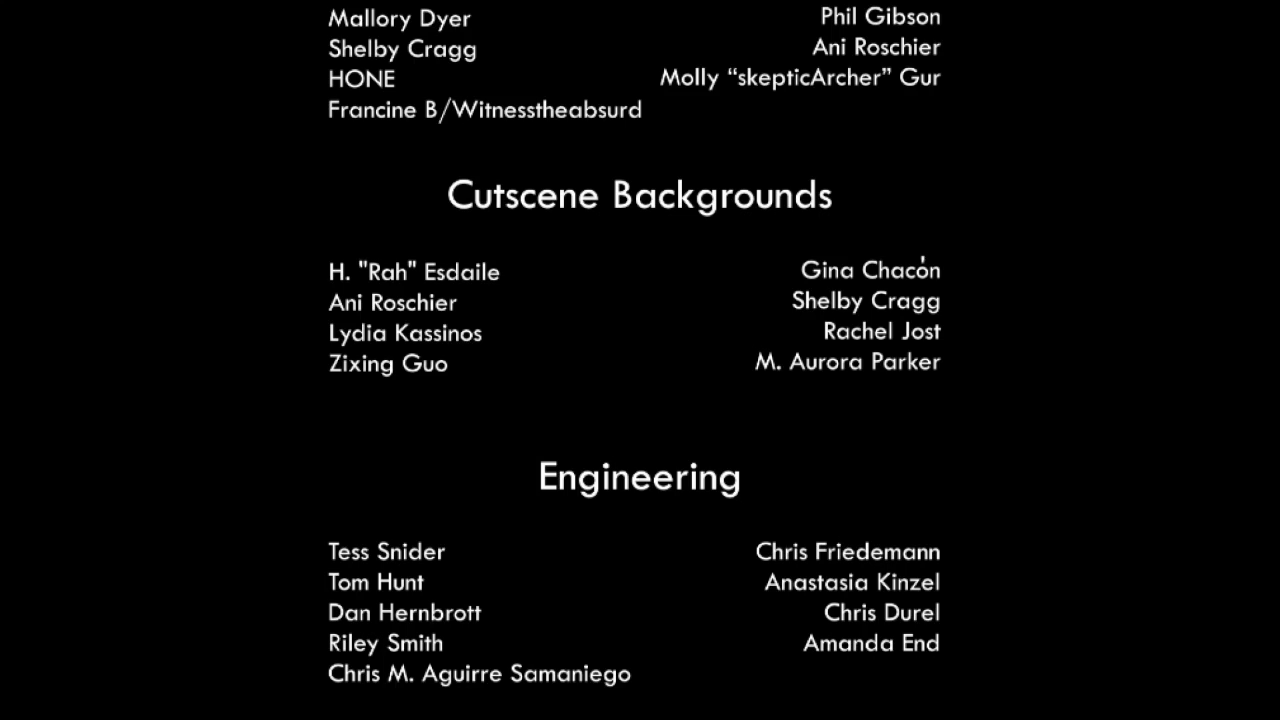 Mallory Dyer
Shelby Cragg
HONE
Francine B/Witnesstheabsurd
Phil Gibson
Ani Roschier
Molly “skepticArcher” Gur
Cutscene Backgrounds
H. "Rah" Esdaile
Ani Roschier
Lydia Kassinos
Zixing Guo
Gina Chacón
Shelby Cragg
Rachel Jost
M. Aurora Parker
Engineering
Tess Snider
Tom Hunt
Dan Hernbrott
Riley Smith
Chris M. Aguirre Samaniego
Chris Friedemann
Anastasia Kinzel
Chris Durel
Amanda End